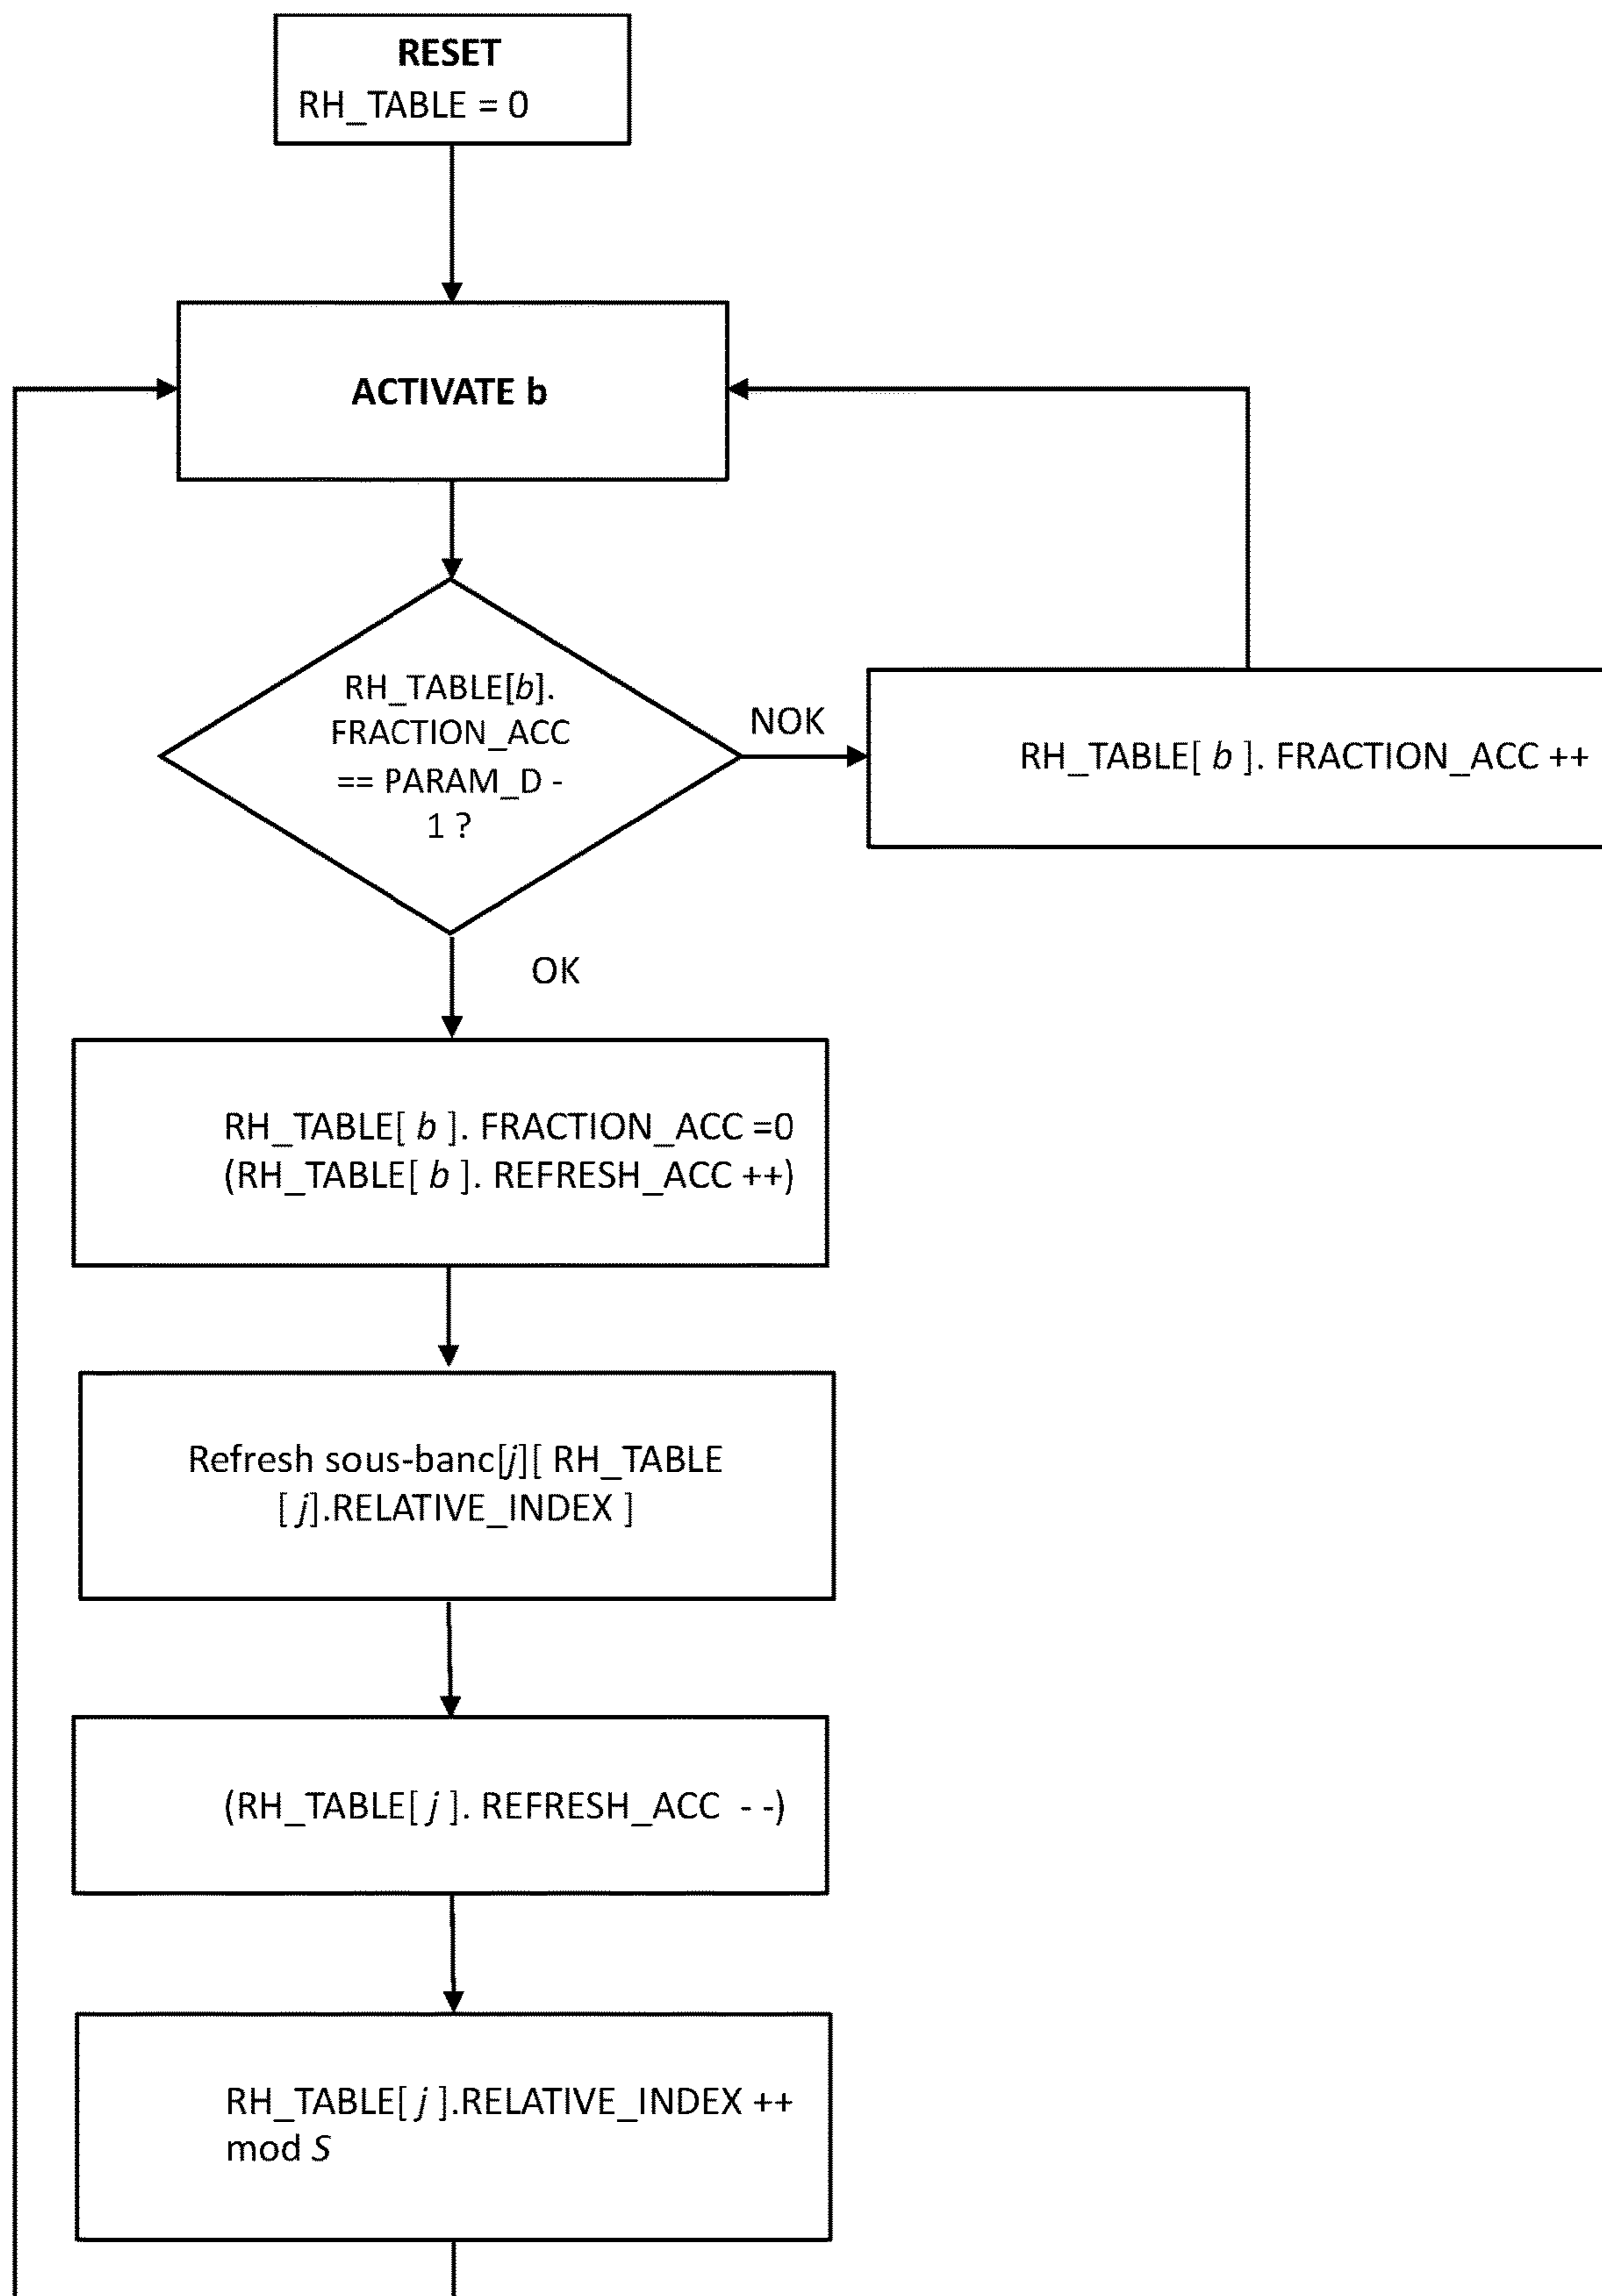 RESET
RH_TABLE = 0
ACTIVATE b
RH_TABLE[b].
FRACTION_ACC
== PARAM_D -
1 ?
NOK
RH_TABLE[ b ]. FRACTION_ACC ++
OK
RH_TABLE[ b ]. FRACTION_ACC =0
(RH_TABLE[ b ]. REFRESH_ACC ++)
Refresh sous-banc[j][ RH_TABLE
[ j].RELATIVE_INDEX ]
(RH_TABLE[ j ]. REFRESH_ACC - -)
RH_TABLE[ j ].RELATIVE_INDEX ++
mod S